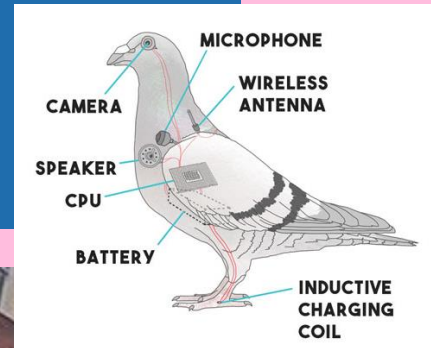 MICROPHONE
CAMERA
WIRELESS
ANTENNA
SPEAKER
CPU
BATTERY
INDUCTIVE
CHARGING
COIL